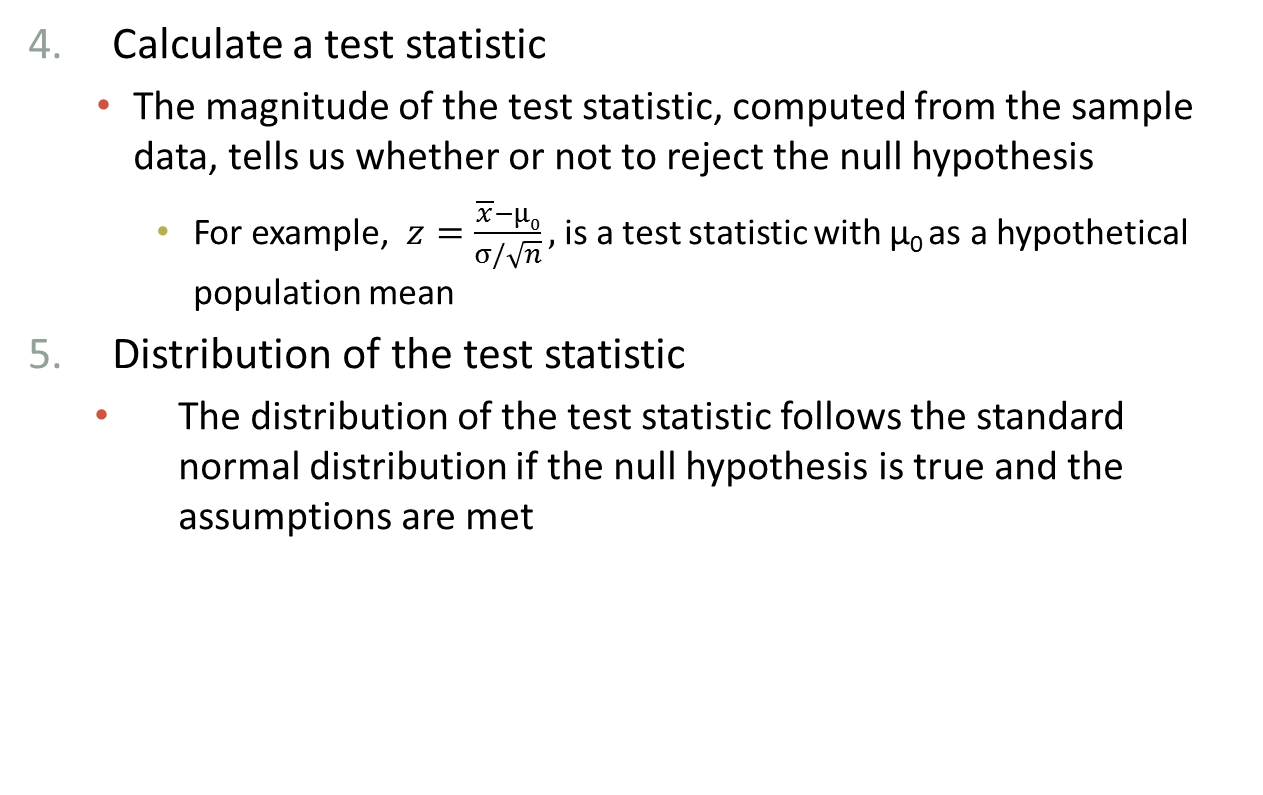 4. Calculate a test statistic
• The magnitude of the test statistic, computed from the sample
data, tells us whether or not to reject the null hypothesis
• For example, z = (x̅−μ₀)/(σ/√n), is a test statistic with μ₀ as a hypothetical
population mean
5. Distribution of the test statistic
• The distribution of the test statistic follows the standard
normal distribution if the null hypothesis is true and the
assumptions are met